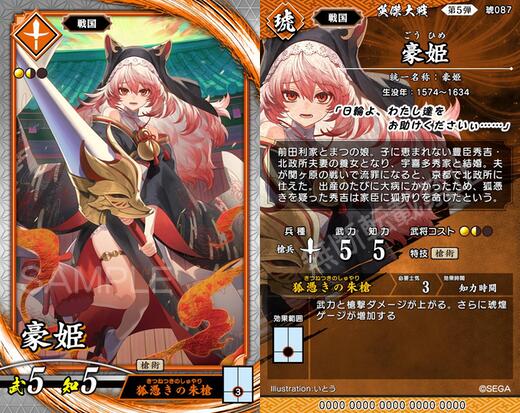 戦国
SAMPLE
豪姫
槍術
武5 知5
きつねつきのしゅやり
狐憑きの朱槍
3
琥
戦国
英傑大戦
第5弾
琥087
ごう ひめ
豪姫
統一名称:豪姫
生没年:1574~1634
「日輪よ、わたし達を
お助けくださいぃ……」
前田利家とまつの娘。子に恵まれない豊臣秀吉・
北政所夫妻の養女となり、宇喜多秀家と結婚。夫
が関ヶ原の戦いで流罪になると、京都で北政所に
仕えた。出産のたびに大病にかかったため、狐憑
きを疑った秀吉は家臣に狐狩りを命じたという。
兵種 武力 知力 武将コスト
槍兵 5 5
特技 槍術
きつねつきのしゅやり
狐憑きの朱槍
必要士気
3
効果時間
知力時間
効果範囲
武力と槍撃ダメージが上がる。さらに琥煌
ゲージが増加する
Illustration:いとう
©SEGA
0000 0000 0000 0000 0000